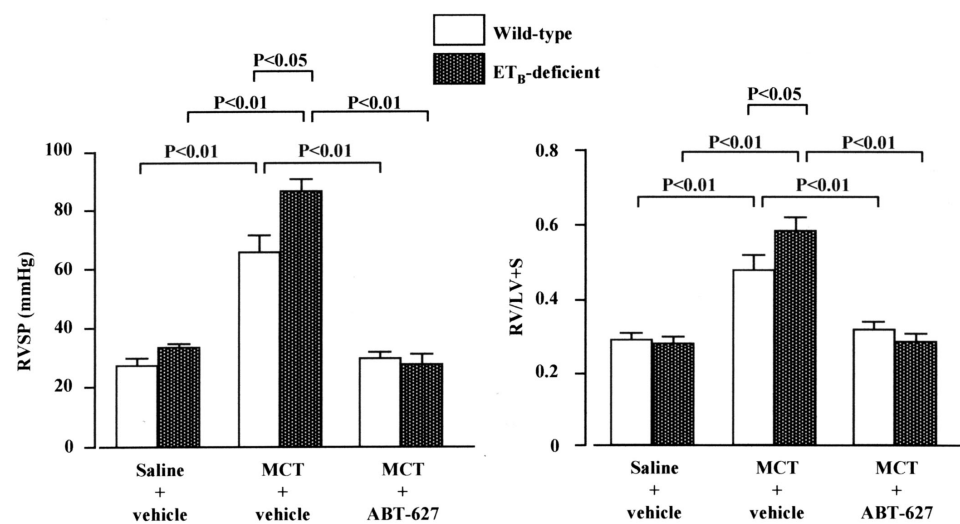 Wild-type
ET_B-deficient
P<0.05
P<0.01 P<0.01
P<0.01 P<0.01
100
80
60
40
20
0
RVSP (mmHg)
Saline + vehicle
MCT + vehicle
MCT + ABT-627
P<0.05
P<0.01 P<0.01
P<0.01 P<0.01
0.8
0.6
0.4
0.2
0
RV/LV+S
Saline + vehicle
MCT + vehicle
MCT + ABT-627